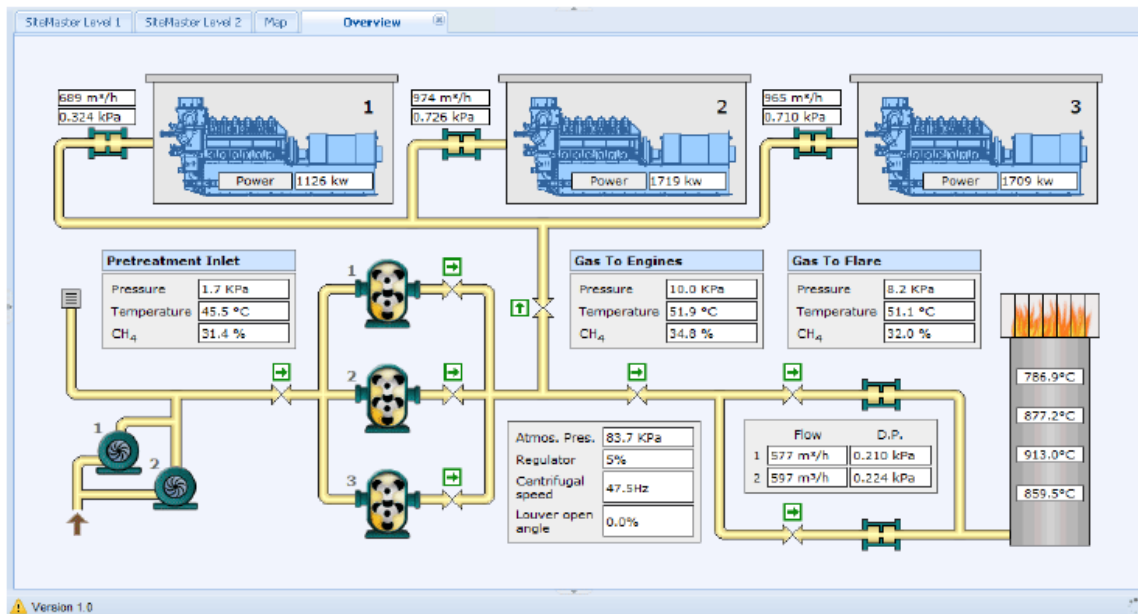 SiteMaster Level 1 SiteMaster Level 2 Map Overview
689 m³/h
0.324 kPa
1
Power 1126 kw
974 m³/h
0.726 kPa
2
Power 1719 kw
965 m³/h
0.710 kPa
3
Power 1709 kw
Pretreatment Inlet
Pressure 1.7 KPa
Temperature 45.5 °C
CH₄ 31.4 %
1
2
3
Gas To Engines
Pressure 10.0 KPa
Temperature 51.9 °C
CH₄ 34.8 %
Gas To Flare
Pressure 8.2 KPa
Temperature 51.1 °C
CH₄ 32.0 %
786.9°C
877.2°C
913.0°C
859.5°C
1
2
Atmos. Pres. 83.7 KPa
Regulator 5%
Centrifugal
speed 47.5Hz
Louver open
angle 0.0%
Flow D.P.
1 577 m³/h 0.210 kPa
2 597 m³/h 0.224 kPa
Version 1.0